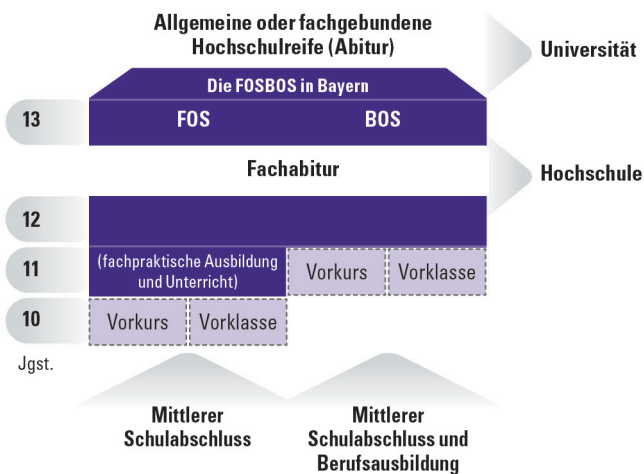 Allgemeine oder fachgebundene
Hochschulreife (Abitur)
Universität
Die FOSBOS in Bayern
13
FOS
BOS
Fachabitur
Hochschule
12
11
(fachpraktische Ausbildung
und Unterricht)
Vorkurs
Vorklasse
10
Vorkurs
Vorklasse
Jgst.
Mittlerer
Schulabschluss
Mittlerer
Schulabschluss und
Berufsausbildung